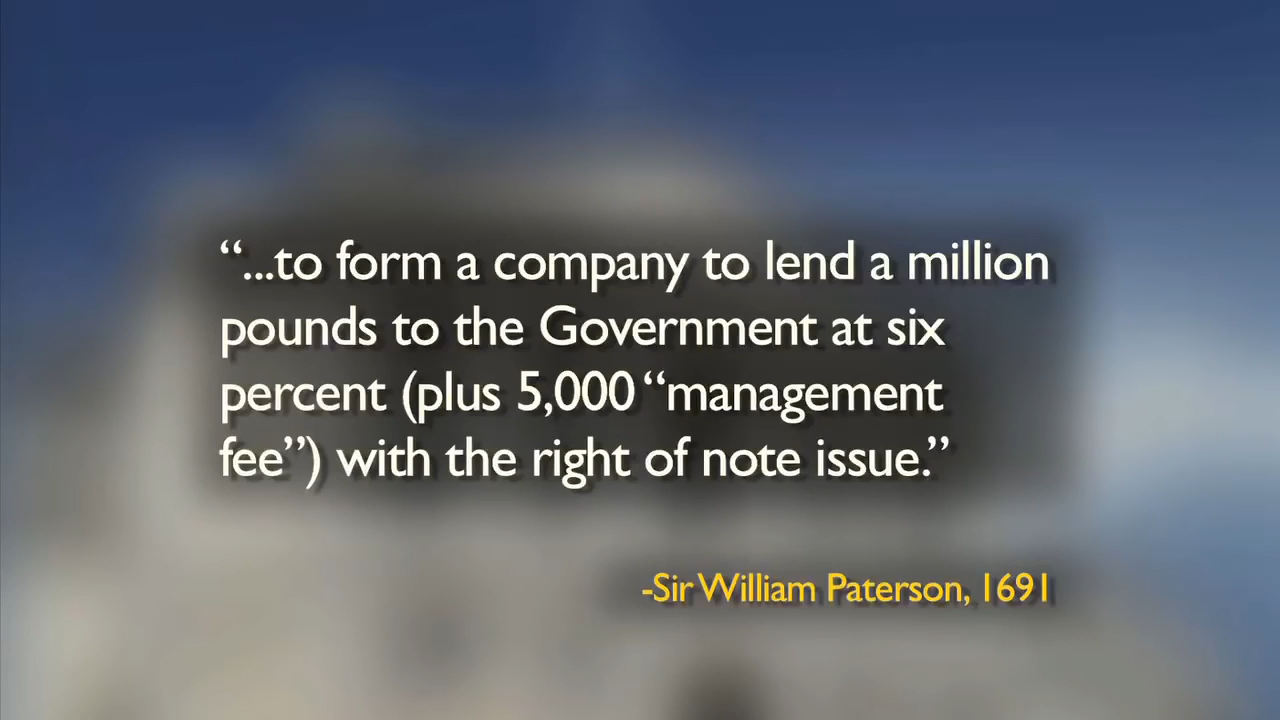 “...to form a company to lend a million
pounds to the Government at six
percent (plus 5,000 “management
fee”) with the right of note issue.”
-Sir William Paterson, 1691